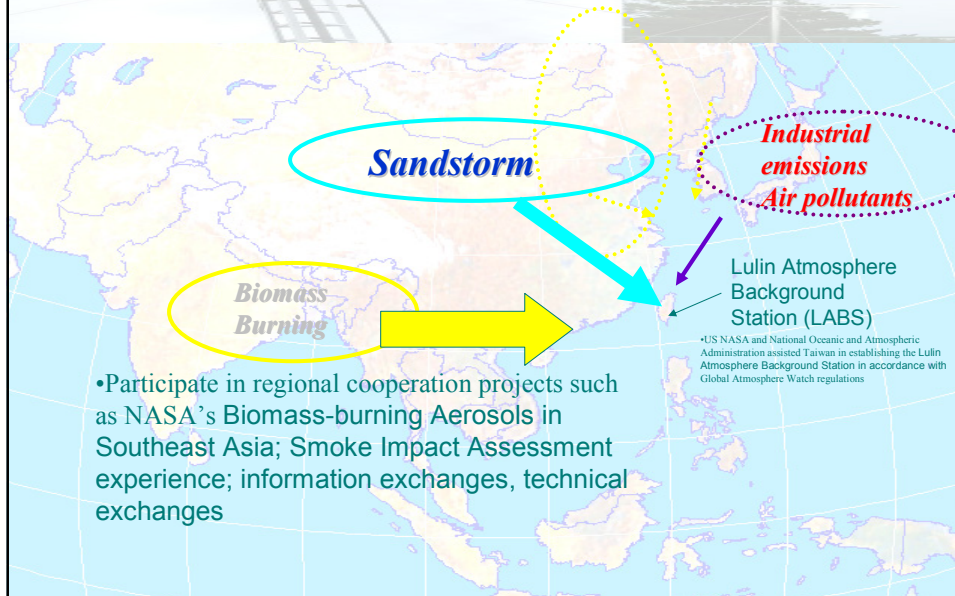 Sandstorm
Industrial
emissions
Air pollutants
Biomass
Burning
Lulin Atmosphere
Background
Station (LABS)
•US NASA and National Oceanic and Atmospheric
Administration assisted Taiwan in establishing the Lulin
Atmosphere Background Station in accordance with
Global Atmosphere Watch regulations
•Participate in regional cooperation projects such
as NASA’s Biomass-burning Aerosols in
Southeast Asia; Smoke Impact Assessment
experience; information exchanges, technical
exchanges